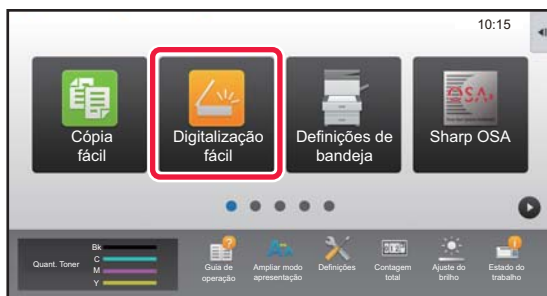 10:15
Cópia
fácil
Digitalização
fácil
Definições de
bandeja
SA
Sharp OSA
Quant. Toner
Bk
C
M
Y
Guia de
operação
Ampliar modo
apresentação
Definições
Contagem
total
Ajuste do
brilho
Estado do
trabalho